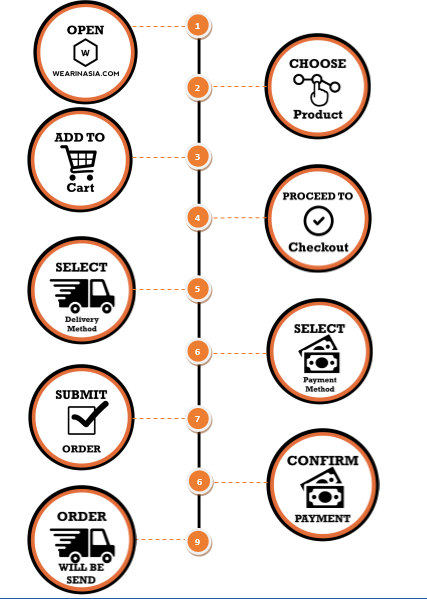 OPEN
W
WEARINASIA.COM
1
2
CHOOSE
Product
ADD TO
Cart
3
4
PROCEED TO
Checkout
SELECT
Delivery
Method
5
6
SELECT
Payment
Method
SUBMIT
ORDER
7
6
CONFIRM
PAYMENT
ORDER
WILL BE
SEND
9